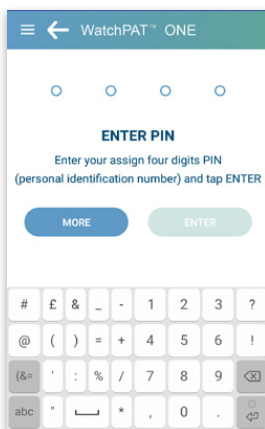 WatchPAT™ ONE
ENTER PIN
Enter your assign four digits PIN
(personal identification number) and tap ENTER
MORE ENTER
# £ & _ - 1 2 3 ?
@ ( ) = + 4 5 6 !
{&= ' : % / 7 8 9
abc " * , 0 .